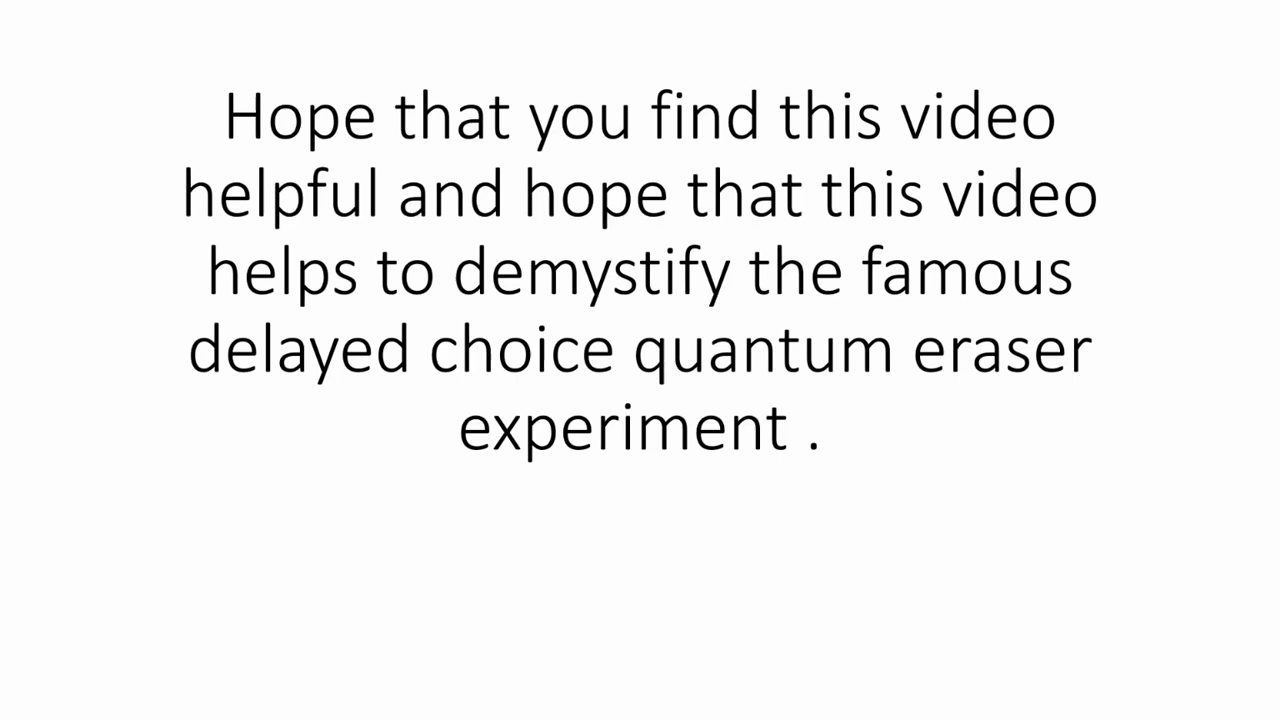 Hope that you find this video
helpful and hope that this video
helps to demystify the famous
delayed choice quantum eraser
experiment .